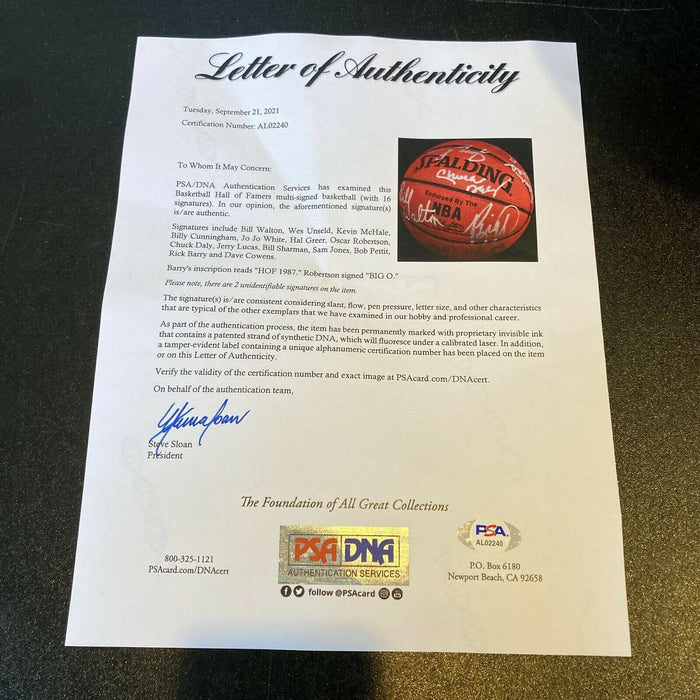 Letter of Authenticity
Tuesday, September 21, 2021
Certification Number: AL02240
To Whom It May Concern:
PSA/DNA Authentication Services has examined this
Basketball Hall of Famers multi-signed basketball (with 16
signatures). In our opinion, the aforementioned signature(s)
is/are authentic.
Signatures include Bill Walton, Wes Unseld, Kevin McHale,
Billy Cunningham, Jo Jo White, Hal Greer, Oscar Robertson,
Chuck Daly, Jerry Lucas, Bill Sharman, Sam Jones, Bob Pettit,
Rick Barry and Dave Cowens.
SPALDING
Chuck
Daly
Endorsed By The
NBA
Bill Walton
Big O
Barry's inscription reads "HOF 1987." Robertson signed "BIG O."
Please note, there are 2 unidentifiable signatures on the item.
The signature(s) is/are consistent considering slant, flow, pen pressure, letter size, and other characteristics
that are typical of the other exemplars that we have examined in our hobby and professional career.
As part of the authentication process, the item has been permanently marked with proprietary invisible ink
that contains a patented strand of synthetic DNA, which will fluoresce under a calibrated laser. In addition,
a tamper-evident label containing a unique alphanumeric certification number has been placed on the item
or on this Letter of Authenticity.
Verify the validity of the certification number and exact image at PSAcard.com/DNAcert.
On behalf of the authentication team,
Steve Sloan
President
The Foundation of All Great Collections
800-325-1121
PSAcard.com/DNAcert
PSA DNA
AUTHENTICATION SERVICES
follow @PSAcard
PSA
AL02240
P.O. Box 6180
Newport Beach, CA 92658